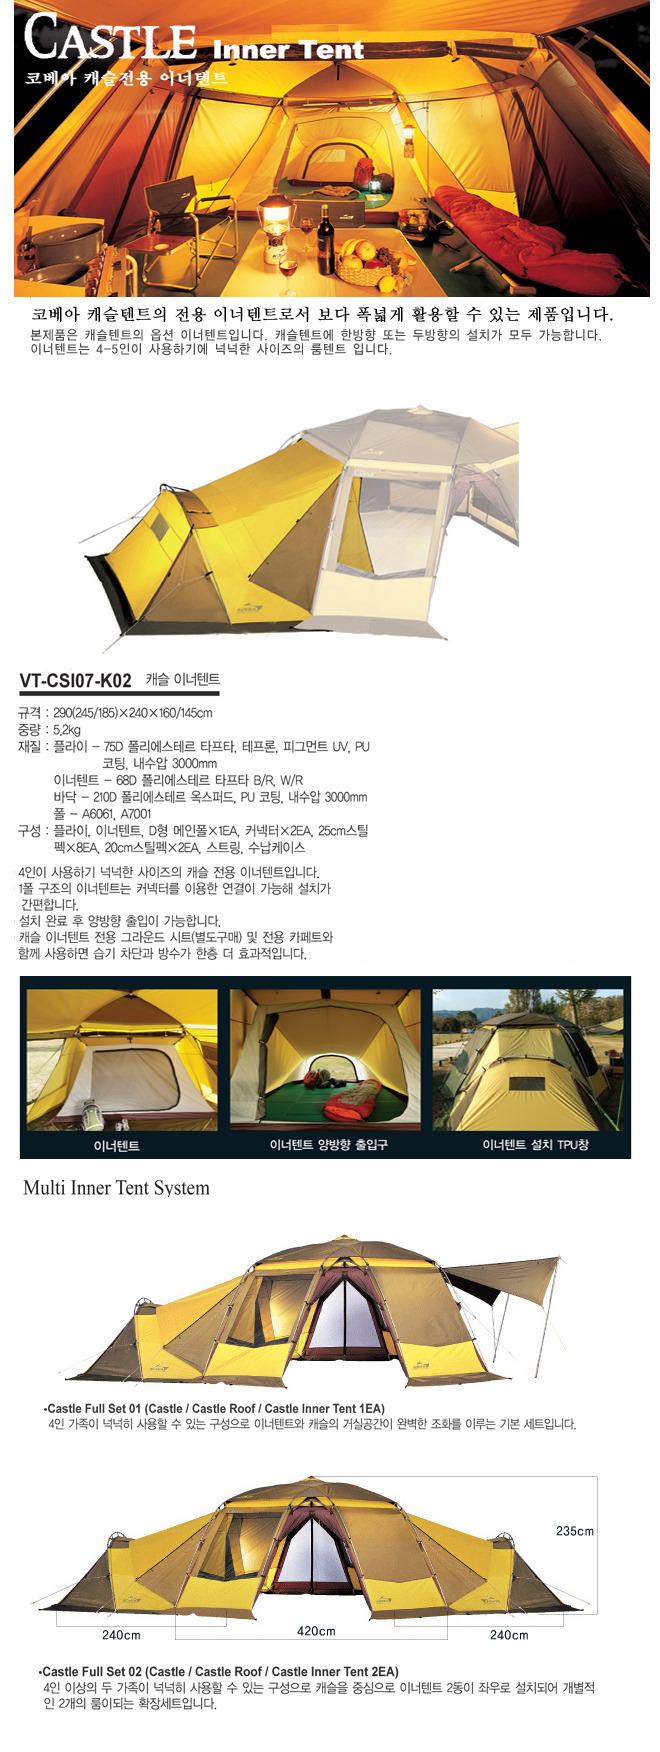 CASTLE Inner Tent
코베아 캐슬전용 이너텐트
코베아 캐슬텐트의 전용 이너텐트로서 보다 폭넓게 활용할 수 있는 제품입니다.
본제품은 캐슬텐트의 옵션 이너텐트입니다. 캐슬텐트에 한방향 또는 두방향의 설치가 모두 가능합니다.
이너텐트는 4-5인이 사용하기에 넉넉한 사이즈의 룸텐트 입니다.
VT-CSI07-K02 캐슬 이너텐트
규격 : 290(245/185)×240×160/145cm
중량 : 5.2kg
재질 : 플라이 - 75D 폴리에스테르 타프타, 테프론, 피그먼트 UV, PU
코팅, 내수압 3000mm
이너텐트 - 68D 폴리에스테르 타프타 B/R, W/R
바닥 - 210D 폴리에스테르 옥스퍼드, PU 코팅, 내수압 3000mm
폴 - A6061, A7001
구성 : 플라이, 이너텐트, D형 메인폴×1EA, 커넥터×2EA, 25cm스틸
펙×8EA, 20cm스틸펙×2EA, 스트링, 수납케이스
4인이 사용하기 넉넉한 사이즈의 캐슬 전용 이너텐트입니다.
1폴 구조의 이너텐트는 커넥터를 이용한 연결이 가능해 설치가
간편합니다.
설치 완료 후 양방향 출입이 가능합니다.
캐슬 이너텐트 전용 그라운드 시트(별도구매) 및 전용 카페트와
함께 사용하면 습기 차단과 방수가 한층 더 효과적입니다.
이너텐트
이너텐트 양방향 출입구
이너텐트 설치 TPU창
Multi Inner Tent System
•Castle Full Set 01 (Castle / Castle Roof / Castle Inner Tent 1EA)
4인 가족이 넉넉히 사용할 수 있는 구성으로 이너텐트와 캐슬의 거실공간이 완벽한 조화를 이루는 기본 세트입니다.
235cm
240cm
420cm
240cm
•Castle Full Set 02 (Castle / Castle Roof / Castle Inner Tent 2EA)
4인 이상의 두 가족이 넉넉히 사용할 수 있는 구성으로 캐슬을 중심으로 이너텐트 2동이 좌우로 설치되어 개별적
인 2개의 룸이되는 확장세트입니다.